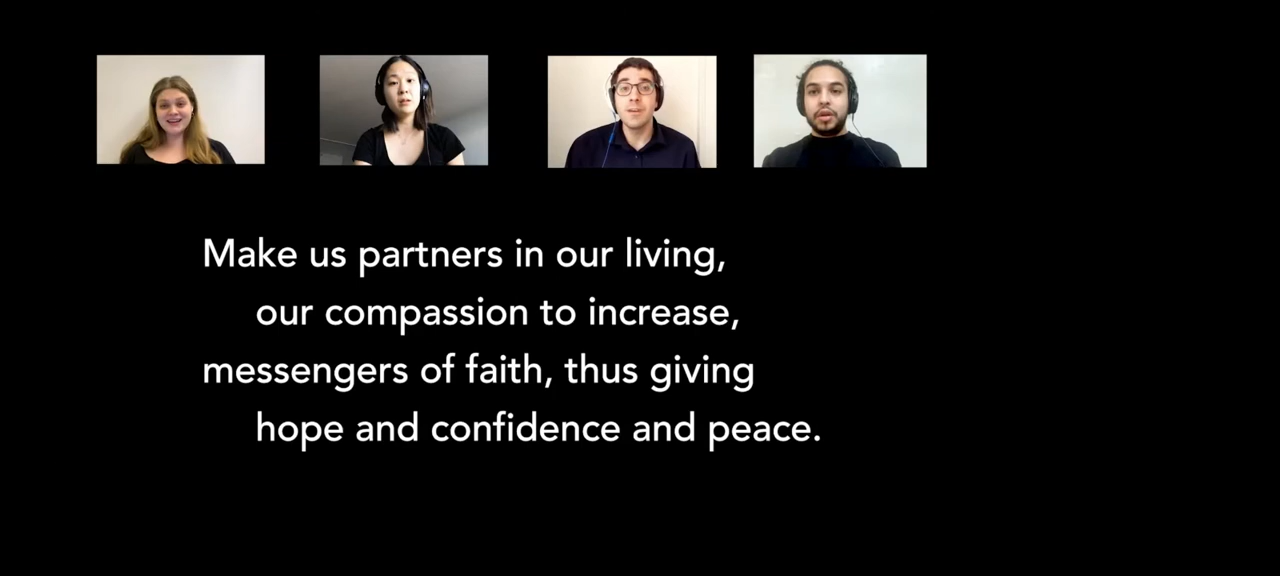 Make us partners in our living,
our compassion to increase,
messengers of faith, thus giving
hope and confidence and peace.